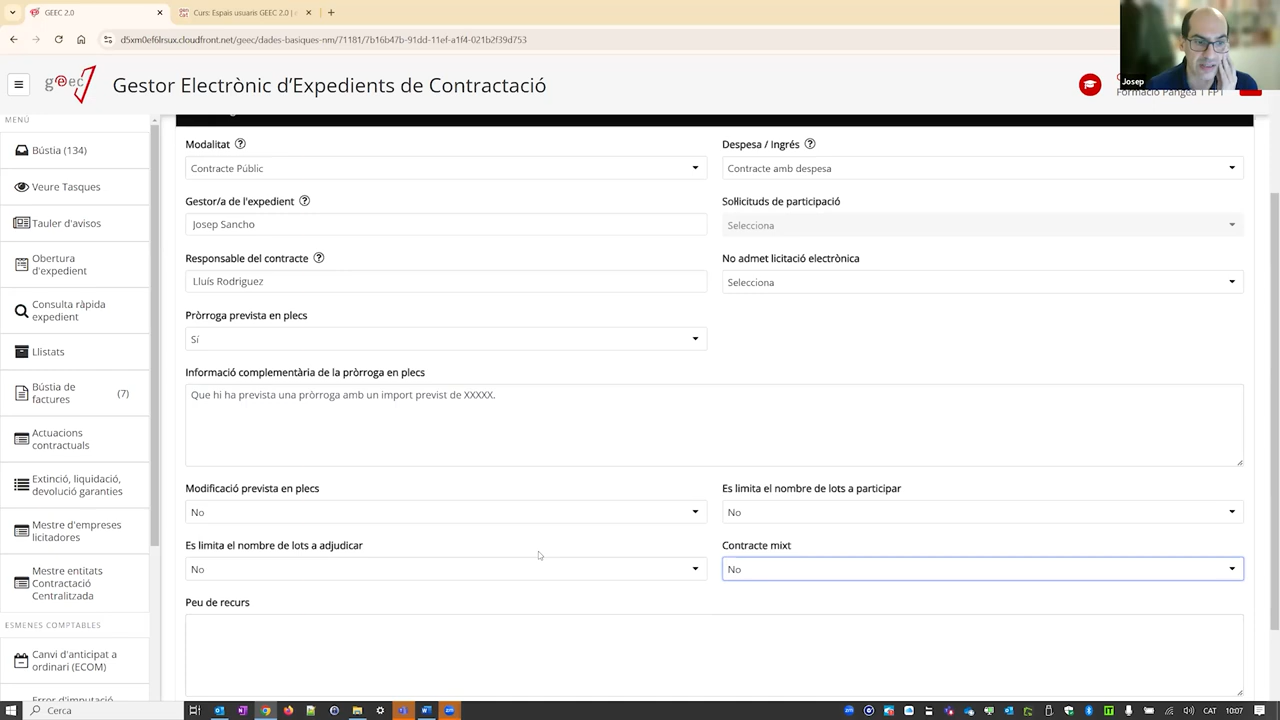 GEEC 2.0
Curs: Espais usuaris GEEC 2.0 |
d5xm0ef6lrsux.cloudfront.net/geec/dades-basiques-nm/71181/7b16b47b-91dd-11ef-a1f4-021b2f39d753
Josep
geec
Gestor Electrònic d'Expedients de Contractació
Formació Pangea 1 FP1
MENÚ
Bústia (134)
Veure Tasques
Tauler d'avisos
Obertura
d'expedient
Consulta ràpida
expedient
Llistats
Bústia de
factures (7)
Actuacions
contractuals
Extinció, liquidació,
devolució garanties
Mestre d'empreses
licitadores
Mestre entitats
Contractació
Centralitzada
ESMENES COMPTABLES
Canvi d'anticipat a
ordinari (ECOM)
Error d'imputació
Modalitat
Contracte Públic
Despesa / Ingrés
Contracte amb despesa
Gestor/a de l'expedient
Josep Sancho
Sol·licituds de participació
Selecciona
Responsable del contracte
Lluís Rodriguez
No admet licitació electrònica
Selecciona
Pròrroga prevista en plecs
Sí
Informació complementària de la pròrroga en plecs
Que hi ha prevista una pròrroga amb un import previst de XXXXX.
Modificació prevista en plecs
No
Es limita el nombre de lots a participar
No
Es limita el nombre de lots a adjudicar
No
Contracte mixt
No
Peu de recurs
Cerca
CAT
10:07